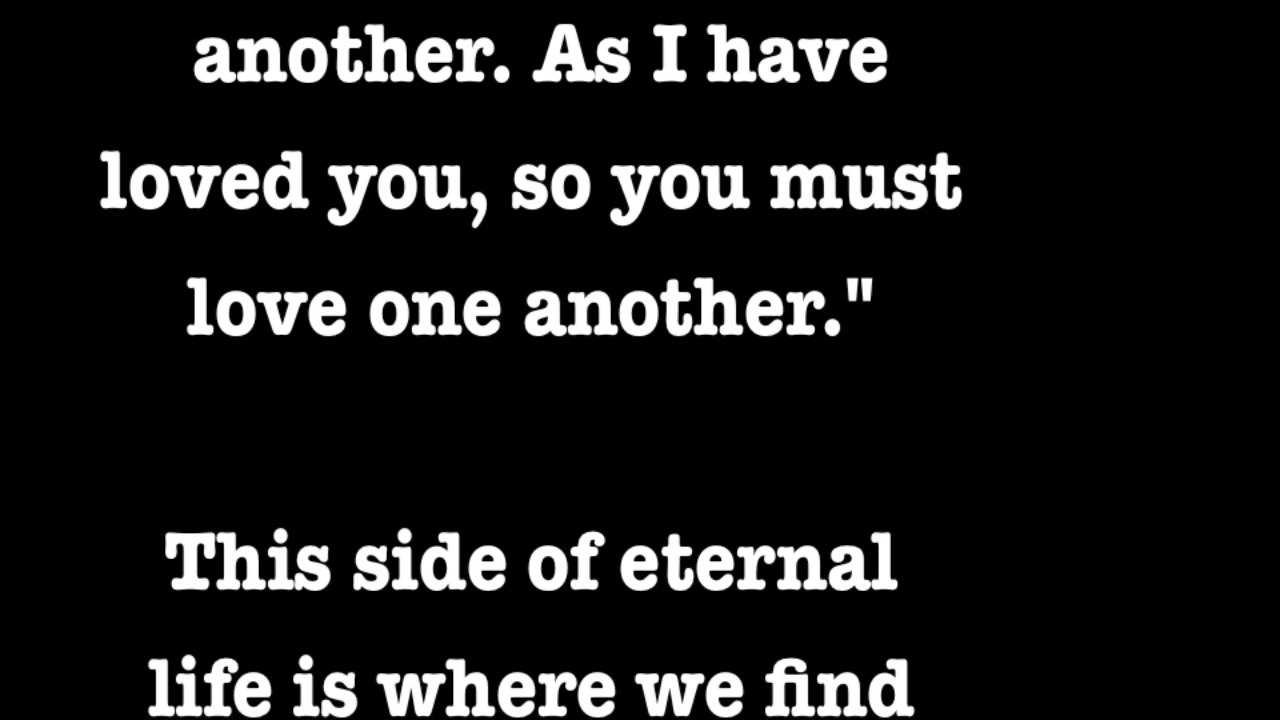 another. As I have
loved you, so you must
love one another."
This side of eternal
life is where we find